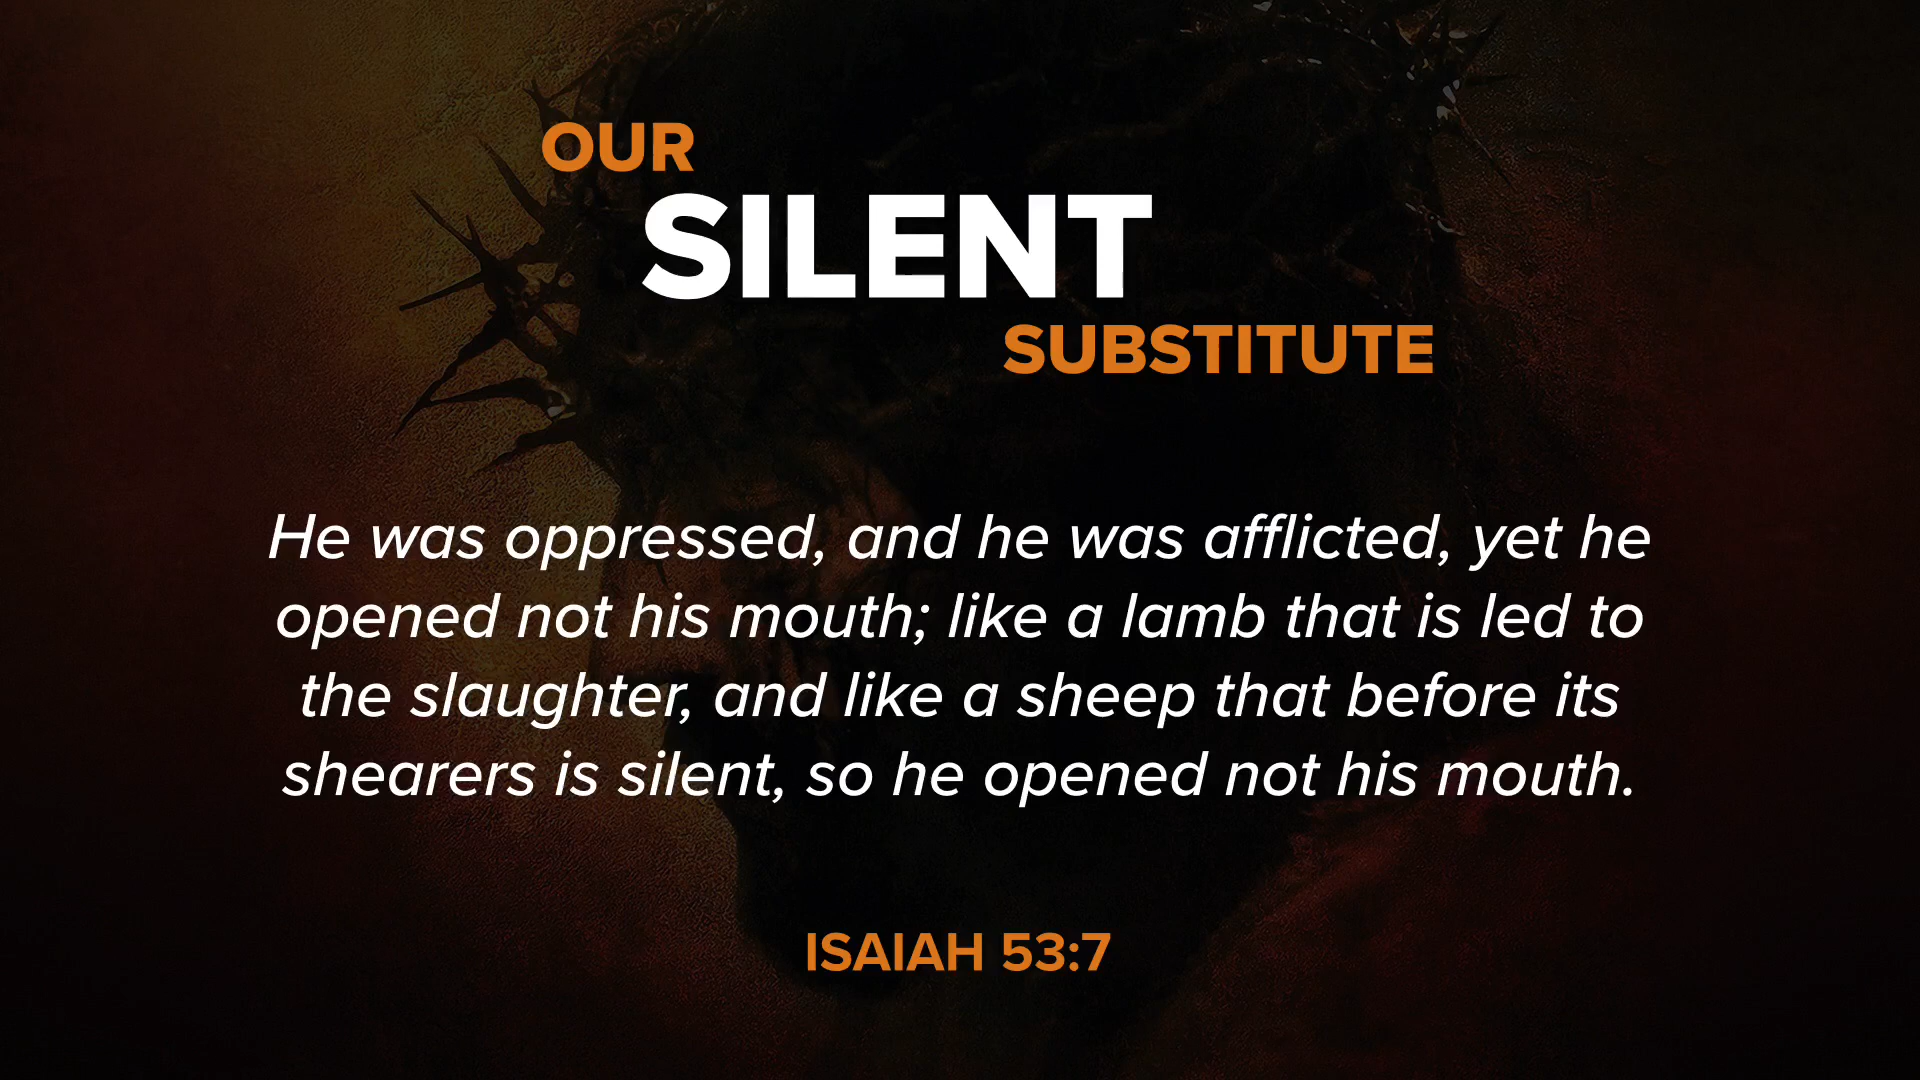 OUR
SILENT
SUBSTITUTE
He was oppressed, and he was afflicted, yet he
opened not his mouth; like a lamb that is led to
the slaughter, and like a sheep that before its
shearers is silent, so he opened not his mouth.
ISAIAH 53:7